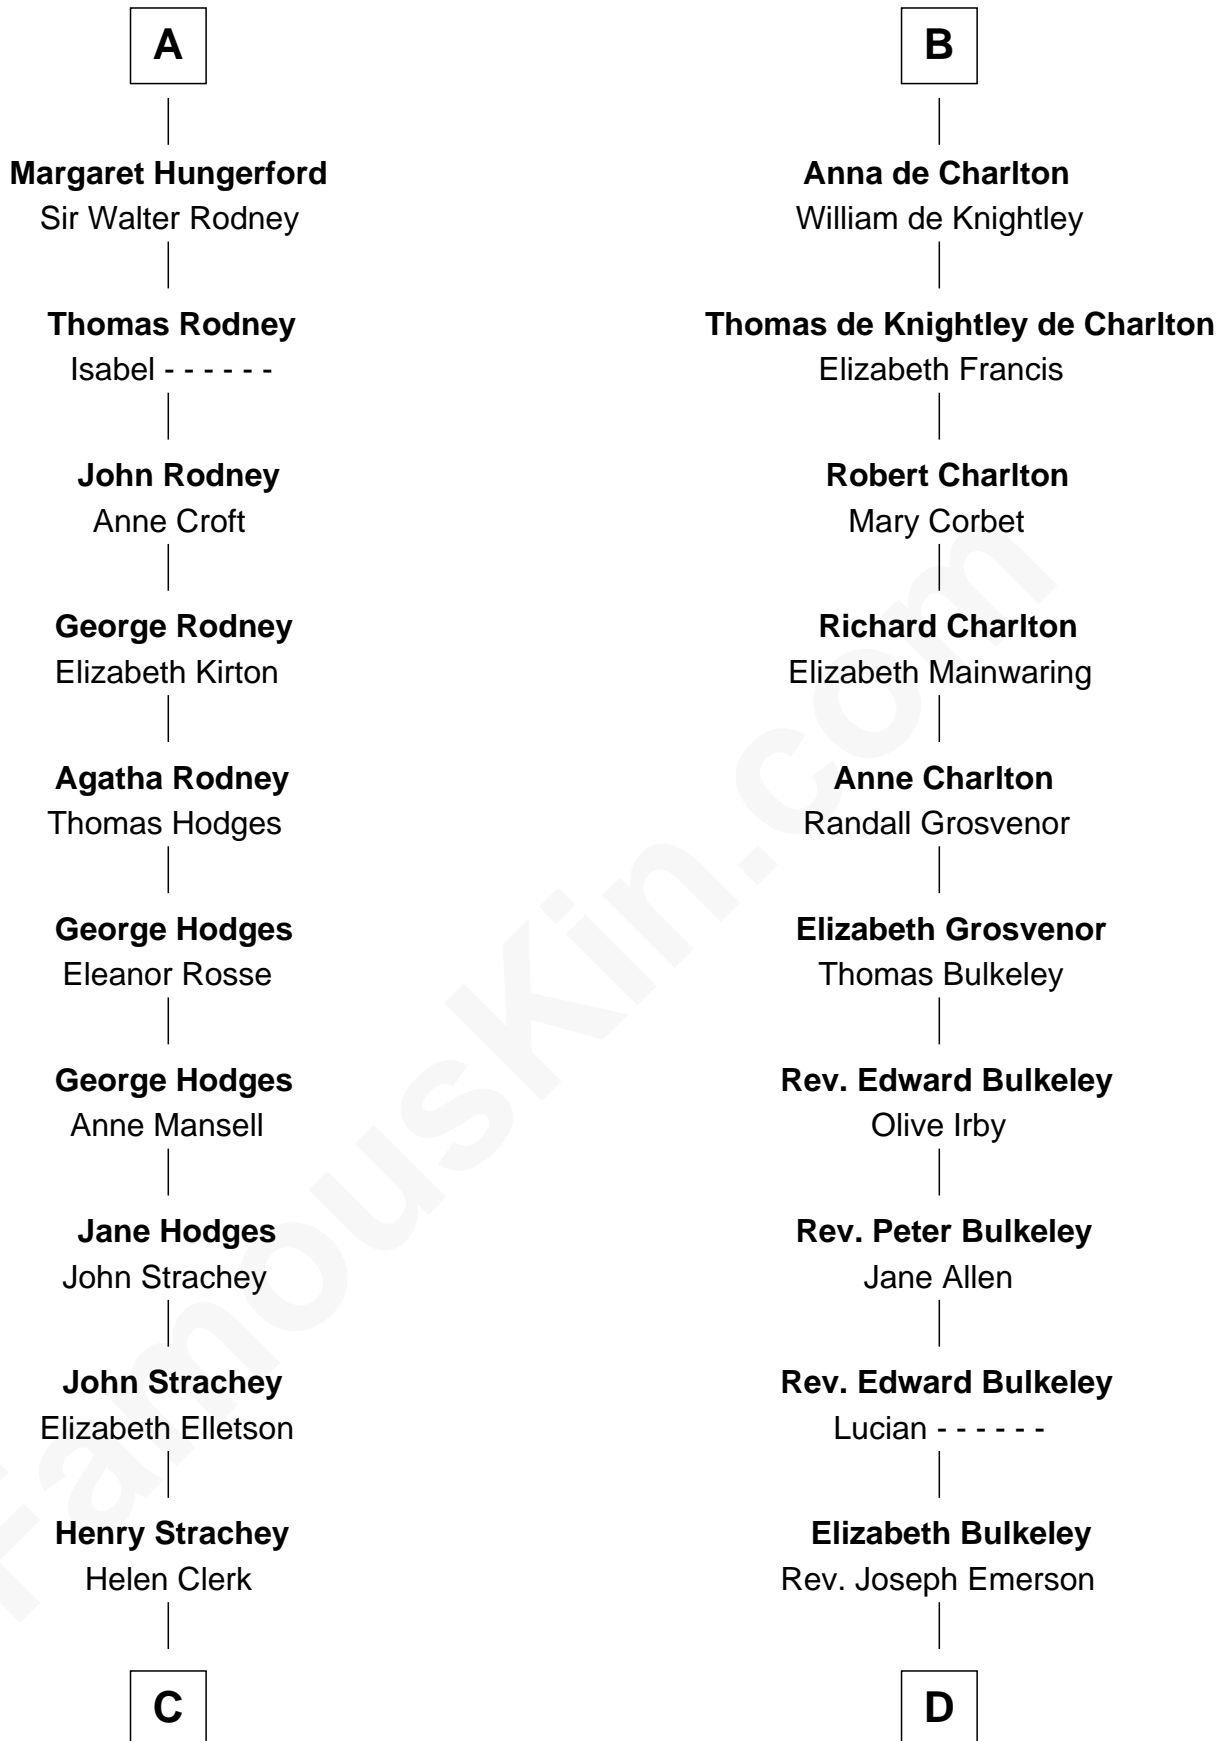 A
Margaret Hungerford
Sir Walter Rodney
Thomas Rodney
Isabel - - - - - -
John Rodney
Anne Croft
George Rodney
Elizabeth Kirton
Agatha Rodney
Thomas Hodges
George Hodges
Eleanor Rosse
George Hodges
Anne Mansell
Jane Hodges
John Strachey
John Strachey
Elizabeth Elletson
Henry Strachey
Helen Clerk
C
B
Anna de Charlton
William de Knightley
Thomas de Knightley de Charlton
Elizabeth Francis
Robert Charlton
Mary Corbet
Richard Charlton
Elizabeth Mainwaring
Anne Charlton
Randall Grosvenor
Elizabeth Grosvenor
Thomas Bulkeley
Rev. Edward Bulkeley
Olive Irby
Rev. Peter Bulkeley
Jane Allen
Rev. Edward Bulkeley
Lucian - - - - - -
Elizabeth Bulkeley
Rev. Joseph Emerson
D
FamousKin.com